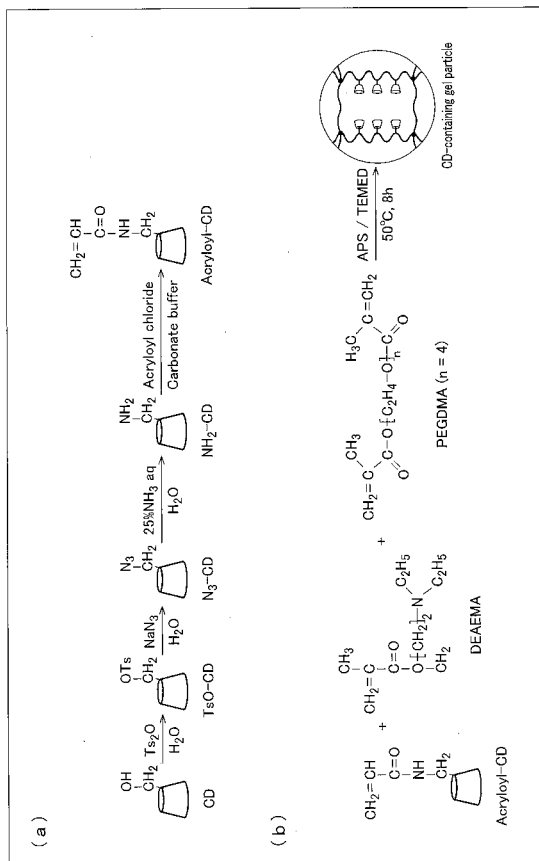 (a)
OH
CH₂
CD
Ts₂O
H₂O
OTs
CH₂
TsO−CD
NaN₃
H₂O
N₃
CH₂
N₃−CD
25%NH₃ aq
H₂O
NH₂
CH₂
NH₂−CD
Acryloyl chloride
Carbonate buffer
CH₂=CH
C=O
NH
CH₂
Acryloyl-CD
(b)
CH₂=CH
C=O
NH
CH₂
Acryloyl-CD
+
CH₃
CH₂=C
C=O
O[CH₂]₂N
CH₂
C₂H₅
C₂H₅
DEAEMA
+
CH₃
CH₂=C
C−O[C₂H₄−O]ₙC
O
H₃C
C=CH₂
O
PEGDMA (n = 4)
APS / TEMED
50°C, 8h
CD-containing gel particle